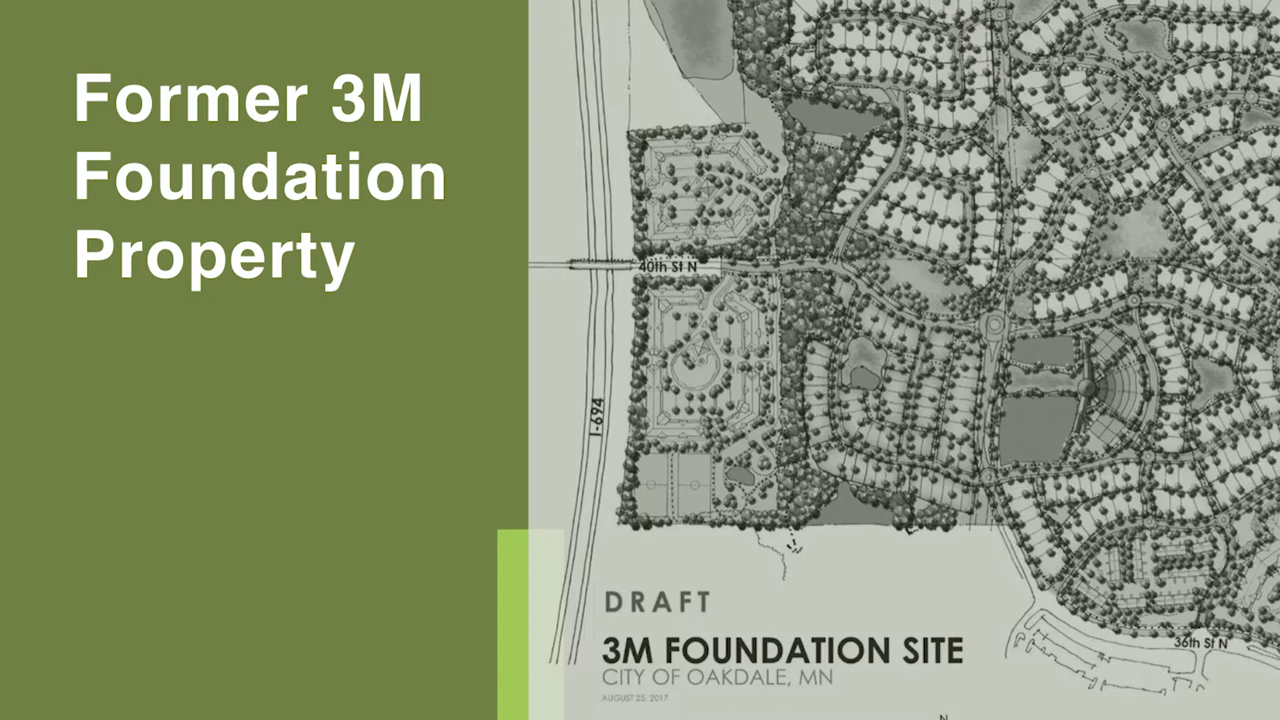 Former 3M
Foundation
Property
40th St N
I-694
DRAFT
3M FOUNDATION SITE
CITY OF OAKDALE, MN
AUGUST 25, 2017
36th St N
N